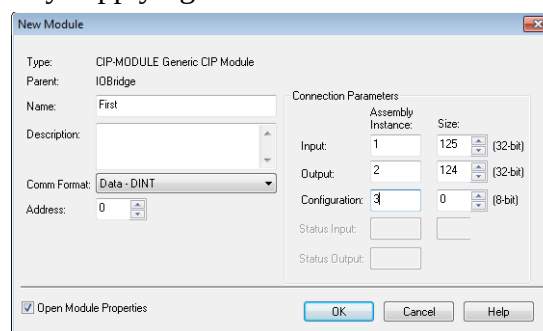 New Module
Type: CIP-MODULE Generic CIP Module
Parent: IOBridge
Name: First
Description:
Comm Format: Data - DINT
Address: 0
Connection Parameters
Assembly
Instance: Size:
Input: 1 125 (32-bit)
Output: 2 124 (32-bit)
Configuration: 3 0 (8-bit)
Status Input:
Status Output:
Open Module Properties OK Cancel Help